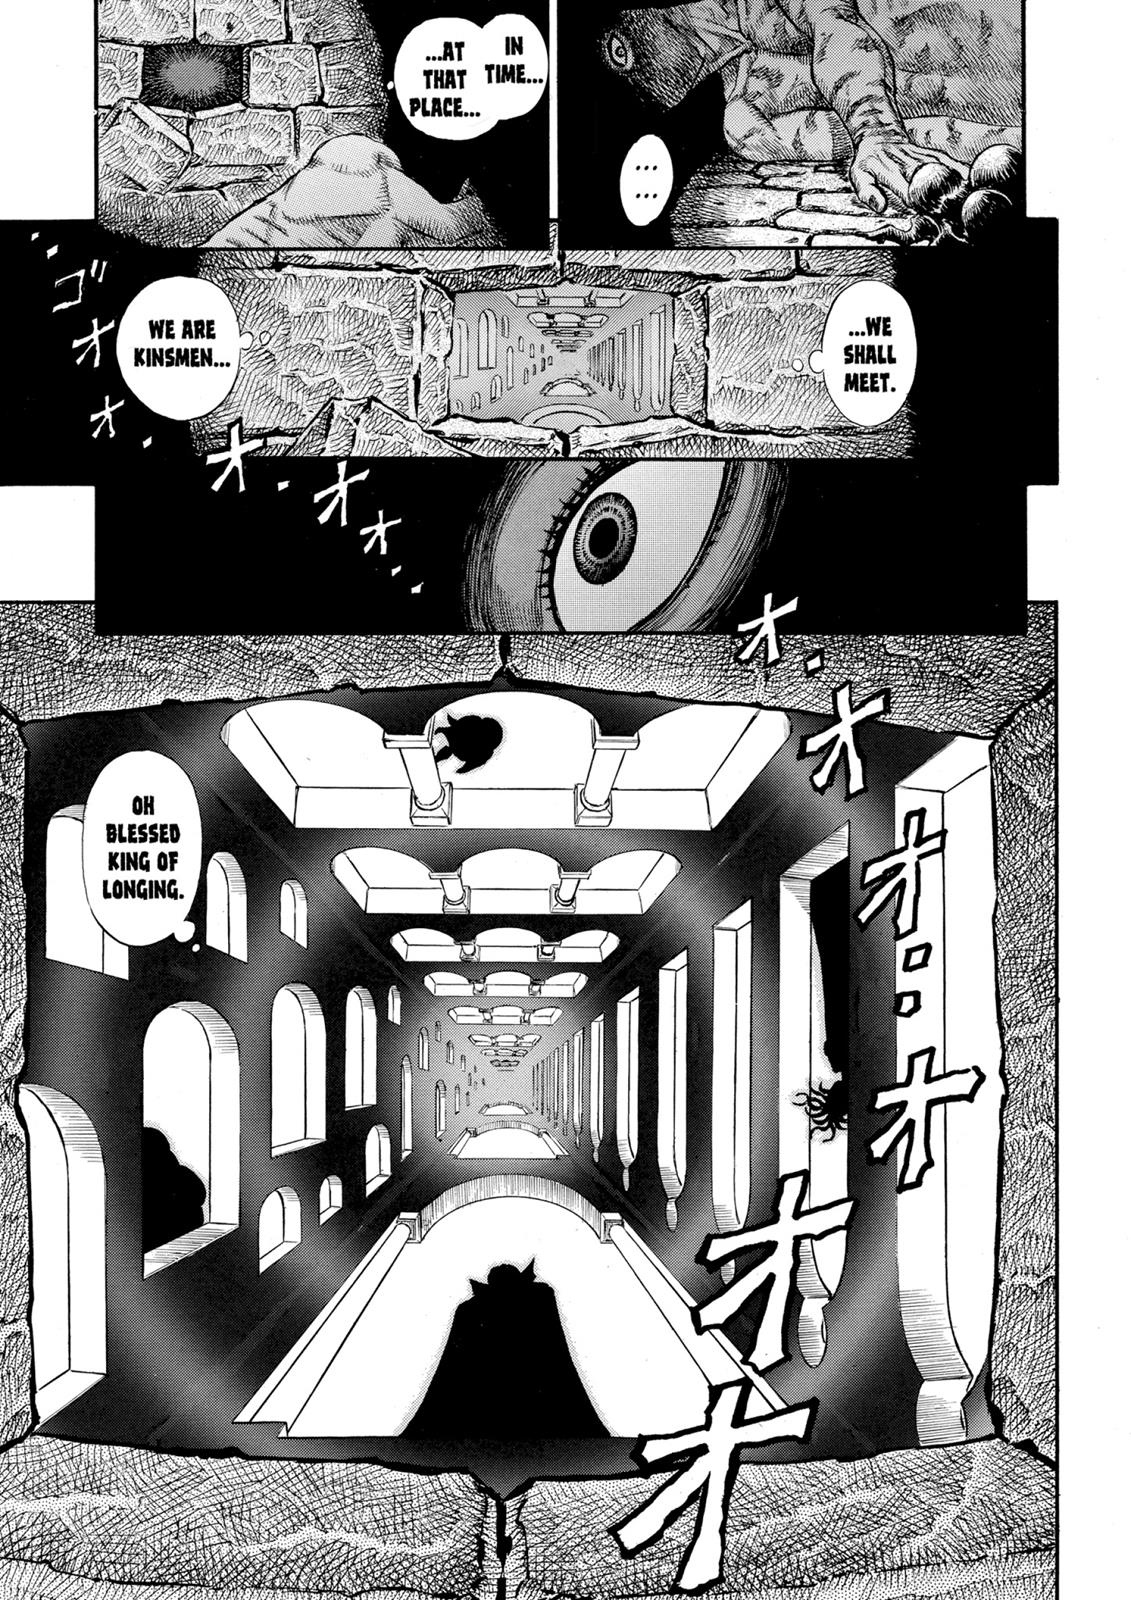 ...
...
IN
TIME...
...AT
THAT
PLACE...
...WE
SHALL
MEET.
WE ARE
KINSMEN...
ゴ
オ.
オ.
オ.
オ.
オ.
オ.
オ.
オ..
オ
オ
オ
OH
BLESSED
KING OF
LONGING.